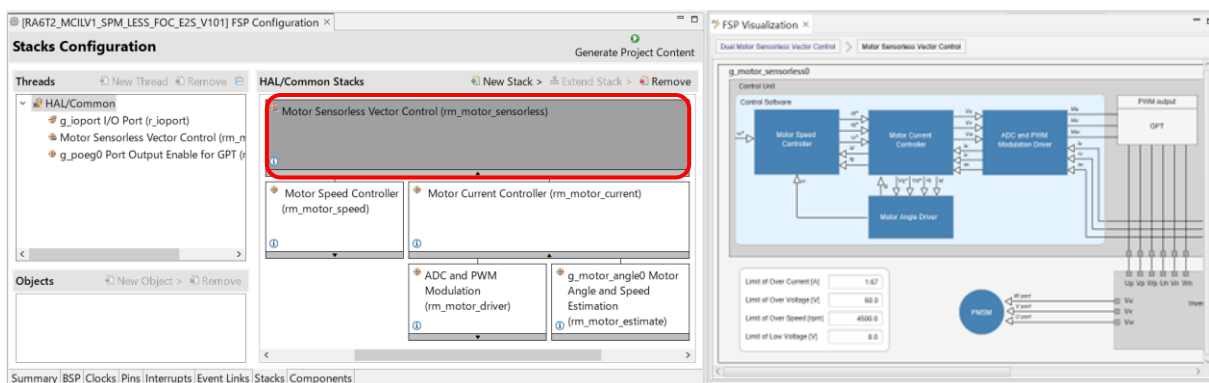 [RA6T2_MCILV1_SPM_LESS_FOC_E2S_V101] FSP Configuration ×
Stacks Configuration
Generate Project Content
Threads
New Thread
Remove
HAL/Common Stacks
New Stack >
Extend Stack >
Remove
HAL/Common
g_ioport I/O Port (r_ioport)
Motor Sensorless Vector Control (rm_m
g_poeg0 Port Output Enable for GPT (r
Motor Sensorless Vector Control (rm_motor_sensorless)
Motor Speed Controller
(rm_motor_speed)
Motor Current Controller (rm_motor_current)
ADC and PWM
Modulation
(rm_motor_driver)
g_motor_angle0 Motor
Angle and Speed
Estimation
(rm_motor_estimate)
Objects
New Object >
Remove
Summary BSP Clocks Pins Interrupts Event Links Stacks Components
FSP Visualization ×
Dual Motor Sensorless Vector Control
Motor Sensorless Vector Control
g_motor_sensorless0
Control Unit
Control Software
Motor Speed
Controller
Motor Current
Controller
ADC and PWM
Modulation Driver
Motor Angle Driver
PWM output
GPT
Limit of Over Current [A] 1.67
Limit of Over Voltage [V] 60.0
Limit of Over Speed [rpm] 4500.0
Limit of Low Voltage [V] 8.0
PMSM
W port
V port
U port
Up Vp Wp Un Vn Wn
Vu
Vv
Vw
Inver